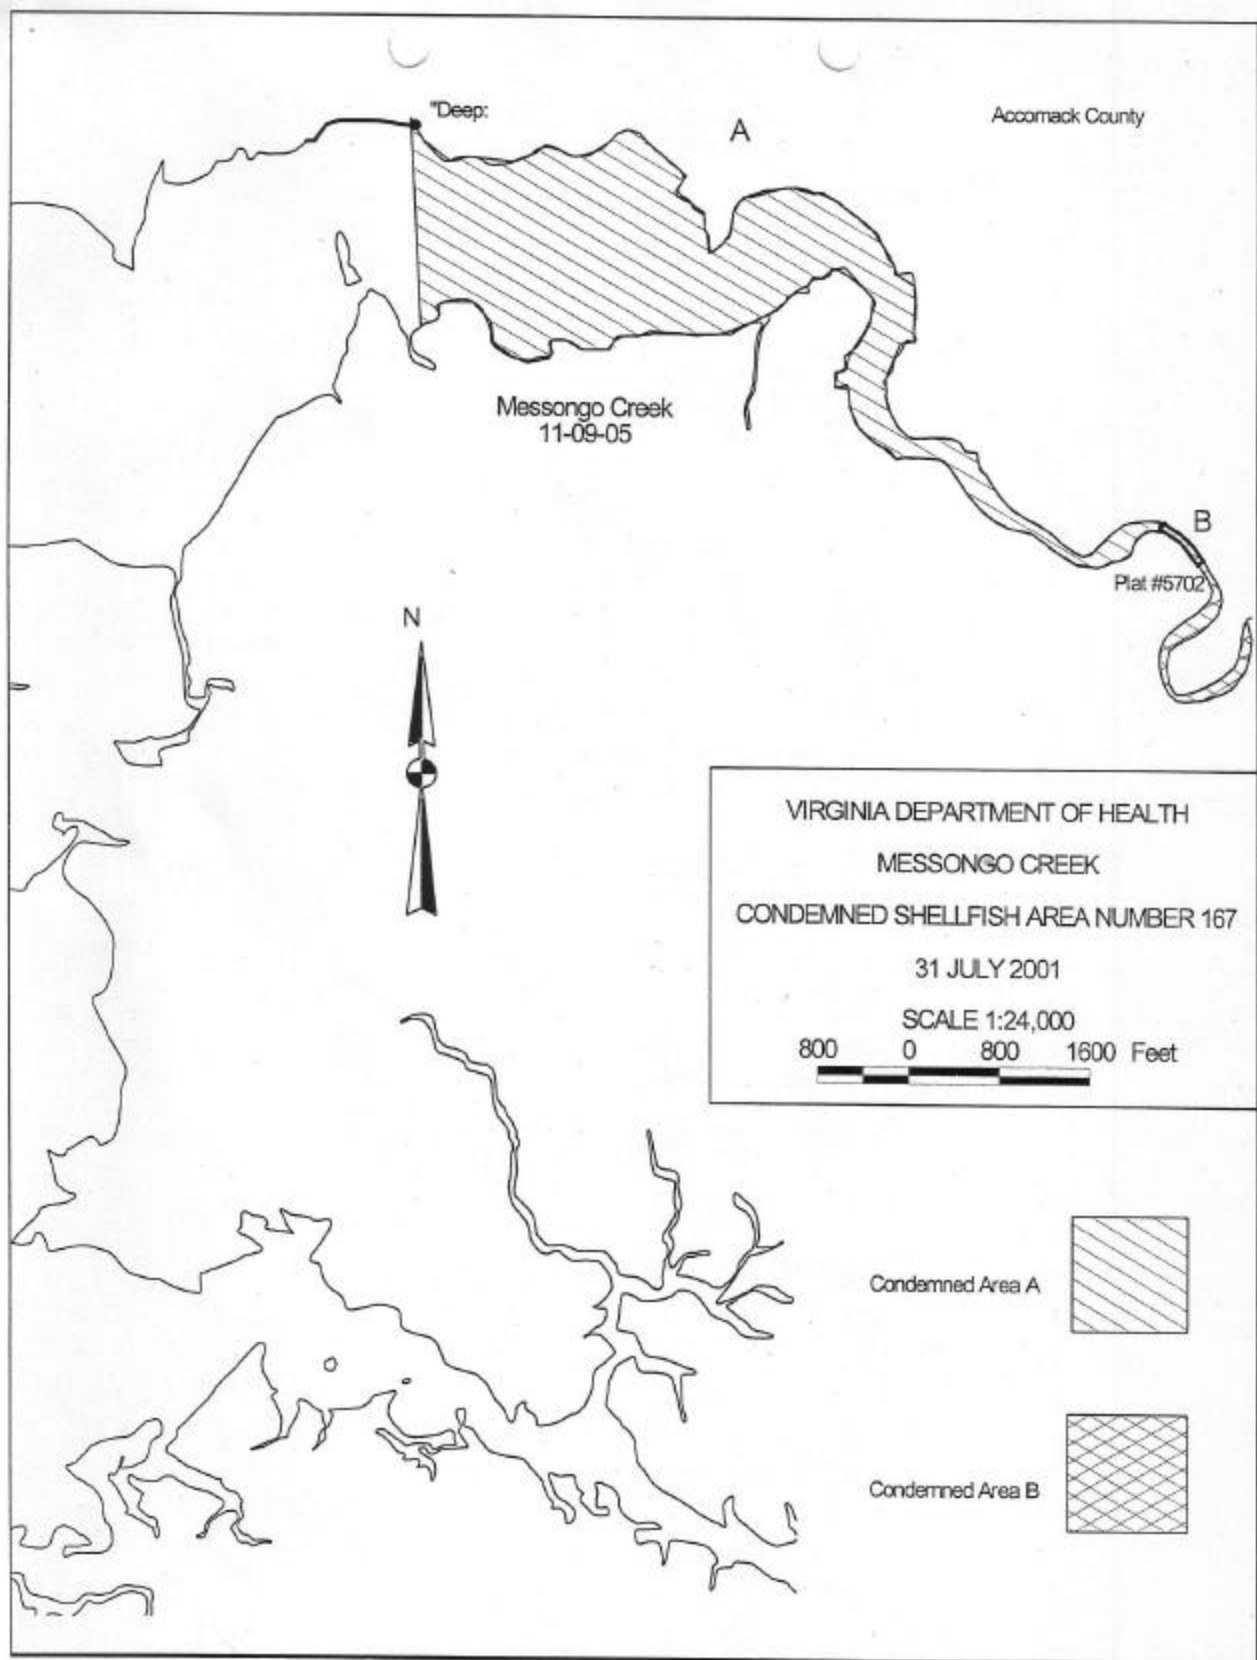 "Deep:
A
Accomack County
Messongo Creek
11-09-05
B
Plat #5702
N
VIRGINIA DEPARTMENT OF HEALTH
MESSONGO CREEK
CONDEMNED SHELLFISH AREA NUMBER 167
31 JULY 2001
SCALE 1:24,000
800 0 800 1600 Feet
Condemned Area A
Condemned Area B